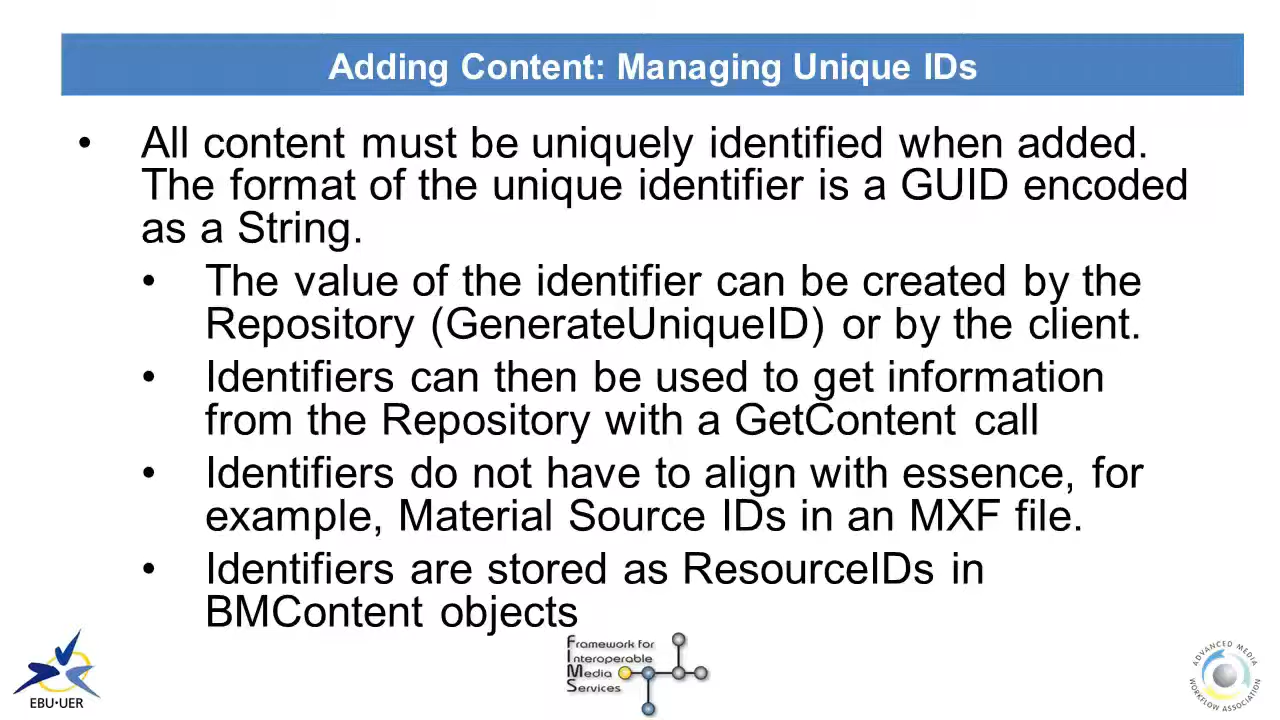 Adding Content: Managing Unique IDs
• All content must be uniquely identified when added.
The format of the unique identifier is a GUID encoded
as a String.
• The value of the identifier can be created by the
Repository (GenerateUniqueID) or by the client.
• Identifiers can then be used to get information
from the Repository with a GetContent call
• Identifiers do not have to align with essence, for
example, Material Source IDs in an MXF file.
• Identifiers are stored as ResourceIDs in
BMContent objects
EBU·UER
Framework for
Interoperable
Media
Services
ADVANCED MEDIA
WORKFLOW ASSOCIATION